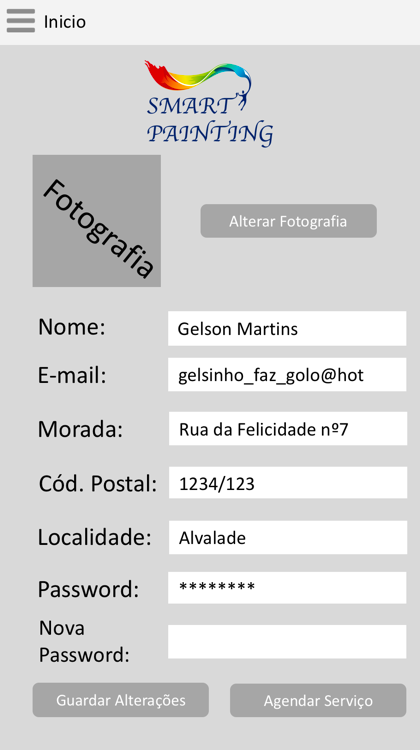 Inicio
SMART
PAINTING
Fotografia
Alterar Fotografia
Nome:
Gelson Martins
E-mail:
gelsinho_faz_golo@hot
Morada:
Rua da Felicidade nº7
Cód. Postal:
1234/123
Localidade:
Alvalade
Password:
********
Nova
Password:
Guardar Alterações
Agendar Serviço